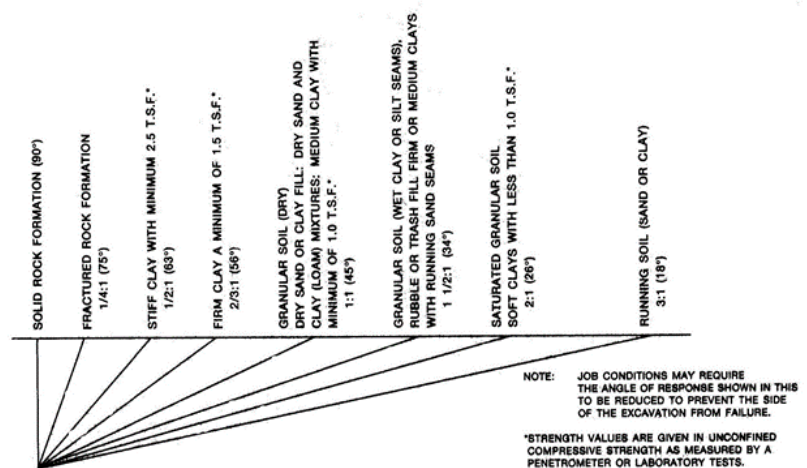 SOLID ROCK FORMATION (90°)
FRACTURED ROCK FORMATION
1/4:1 (75°)
STIFF CLAY WITH MINIMUM 2.5 T.S.F.*
1/2:1 (63°)
FIRM CLAY A MINIMUM OF 1.5 T.S.F.*
2/3:1 (56°)
GRANULAR SOIL (DRY)
DRY SAND OR CLAY FILL: DRY SAND AND
CLAY (LOAM) MIXTURES: MEDIUM CLAY WITH
MINIMUM OF 1.0 T.S.F.*
1:1 (45°)
GRANULAR SOIL (WET CLAY OR SILT SEAMS),
RUBBLE OR TRASH FILL FIRM OR MEDIUM CLAYS
WITH RUNNING SAND SEAMS
1 1/2:1 (34°)
SATURATED GRANULAR SOIL
SOFT CLAYS WITH LESS THAN 1.0 T.S.F.*
2:1 (26°)
RUNNING SOIL (SAND OR CLAY)
3:1 (18°)
NOTE: JOB CONDITIONS MAY REQUIRE
THE ANGLE OF RESPONSE SHOWN IN THIS
TO BE REDUCED TO PREVENT THE SIDE
OF THE EXCAVATION FROM FAILURE.
*STRENGTH VALUES ARE GIVEN IN UNCONFINED
COMPRESSIVE STRENGTH AS MEASURED BY A
PENETROMETER OR LABORATORY TESTS.